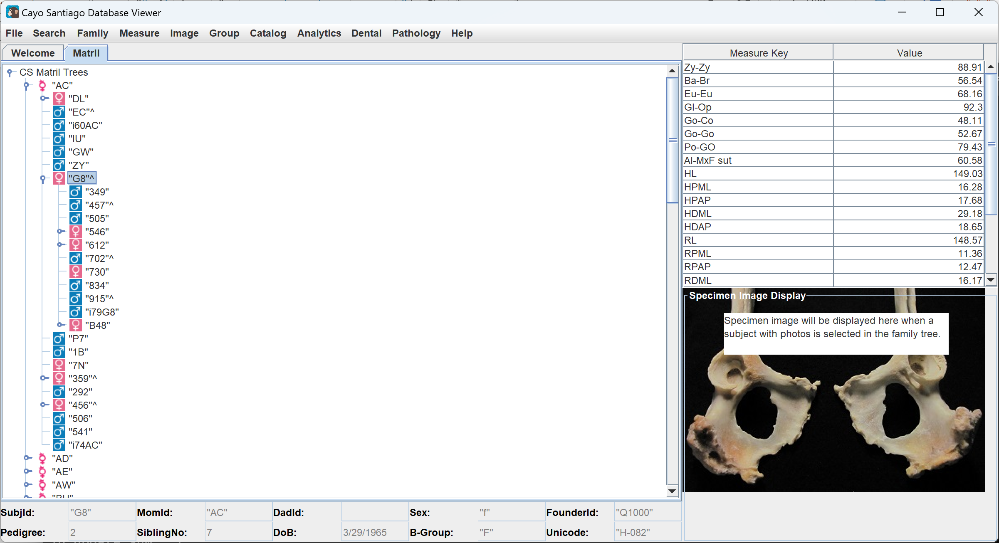 Cayo Santiago Database Viewer
File Search Family Measure Image Group Catalog Analytics Dental Pathology Help
Welcome Matril
CS Matril Trees
"AC"
"DL"
"EC"^
"i60AC"
"IU"
"GW"
"ZY"
"G8"^
"349"
"457"^
"505"
"546"
"612"
"702"^
"730"
"834"
"915"^
"i79G8"
"B48"
"P7"
"1B"
"7N"
"359"^
"292"
"456"^
"506"
"541"
"i74AC"
"AD"
"AE"
"AW"
SubjId: "G8" MomId: "AC" DadId: Sex: "f" FounderId: "Q1000"
Pedigree: 2 SiblingNo: 7 DoB: 3/29/1965 B-Group: "F" Unicode: "H-082"
Measure Key Value
Zy-Zy 88.91
Ba-Br 56.54
Eu-Eu 68.16
Gl-Op 92.3
Go-Co 48.11
Go-Go 52.67
Po-GO 79.43
Al-MxF sut 60.58
HL 149.03
HPML 16.28
HPAP 17.68
HDML 29.18
HDAP 18.65
RL 148.57
RPML 11.36
RPAP 12.47
RDML 16.17
Specimen Image Display
Specimen image will be displayed here when a
subject with photos is selected in the family tree.